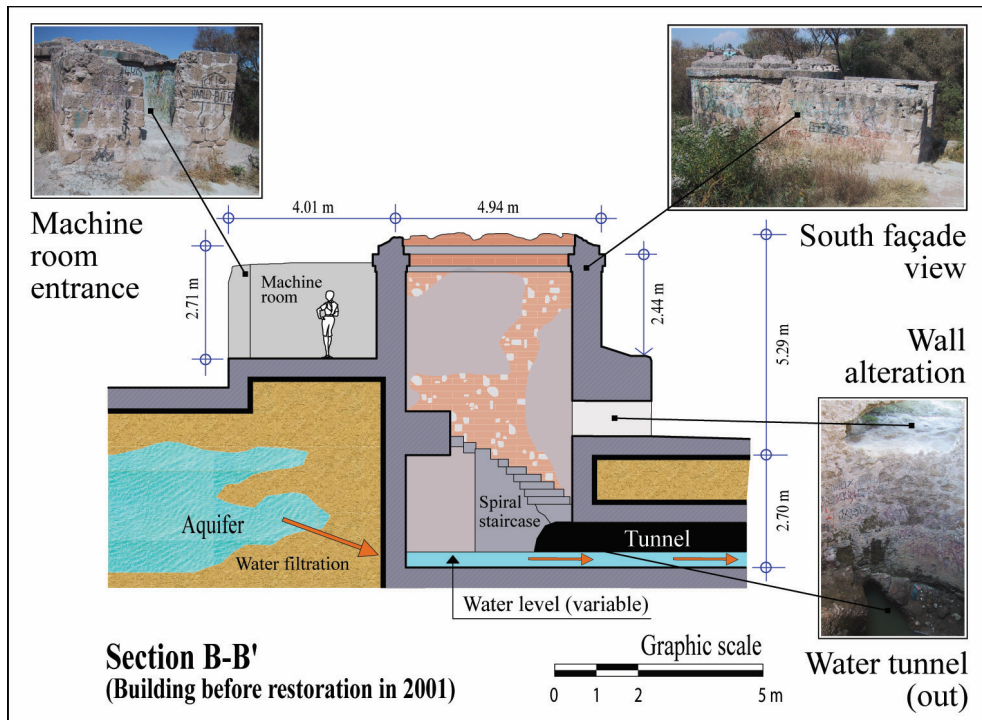 4.01 m
4.94 m
Machine
room
entrance
South façade
view
2.71 m
Machine
room
2.44 m
5.29 m
Wall
alteration
Aquifer
Water filtration
Spiral
staircase
Tunnel
2.70 m
Water level (variable)
Section B-B'
(Building before restoration in 2001)
Graphic scale
0 1 2 5 m
Water tunnel
(out)